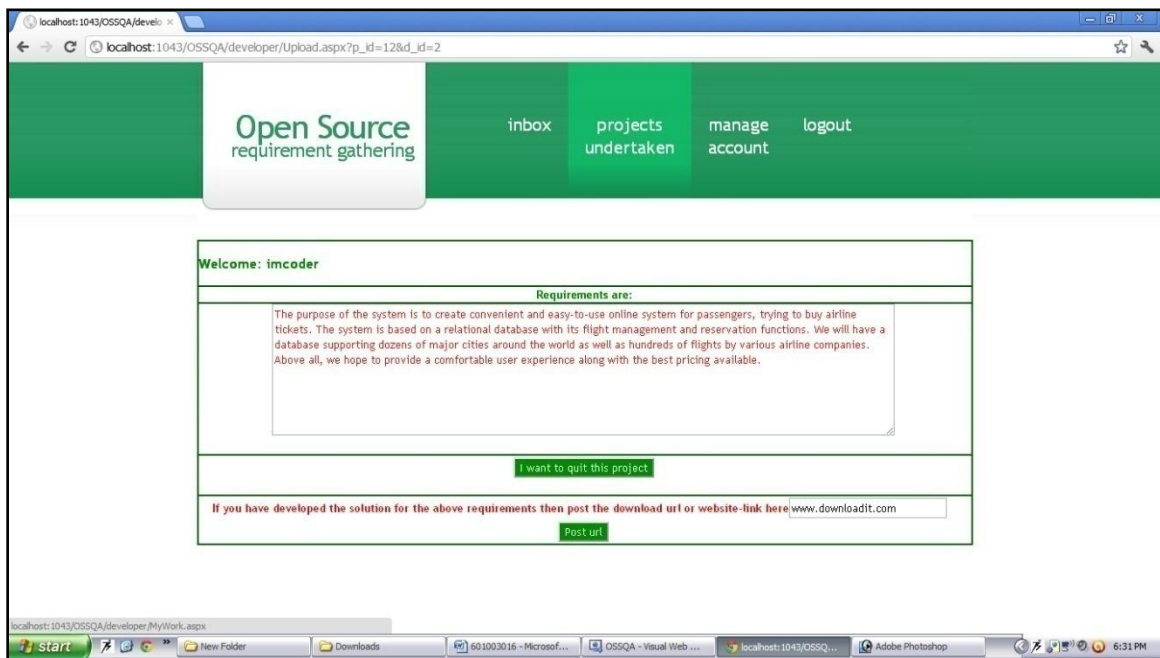 localhost:1043/OSSQA/develo
localhost:1043/OSSQA/developer/Upload.aspx?p_id=12&d_id=2
Open Source
requirement gathering
inbox
projects
undertaken
manage
account
logout
Welcome: imcoder
Requirements are:
The purpose of the system is to create convenient and easy-to-use online system for passengers, trying to buy airline
tickets. The system is based on a relational database with its flight management and reservation functions. We will have a
database supporting dozens of major cities around the world as well as hundreds of flights by various airline companies.
Above all, we hope to provide a comfortable user experience along with the best pricing available.
I want to quit this project
If you have developed the solution for the above requirements then post the download url or website-link here www.downloadit.com
Post url
localhost:1043/OSSQA/developer/MyWork.aspx
start
New Folder
Downloads
601003016 - Microsof...
OSSQA - Visual Web ...
localhost:1043/OSSQ...
Adobe Photoshop
6:31 PM